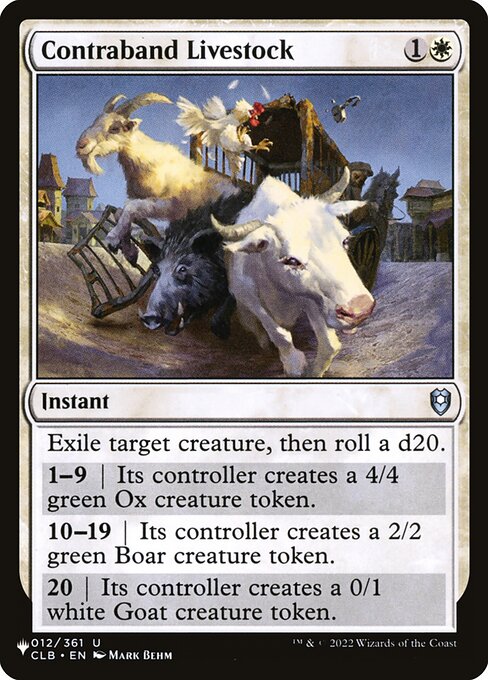 Contraband Livestock 1
Instant
Exile target creature, then roll a d20.
1–9 | Its controller creates a 4/4
green Ox creature token.
10–19 | Its controller creates a 2/2
green Boar creature token.
20 | Its controller creates a 0/1
white Goat creature token.
012/361 U
CLB • EN Mark Behm
™ & © 2022 Wizards of the Coast